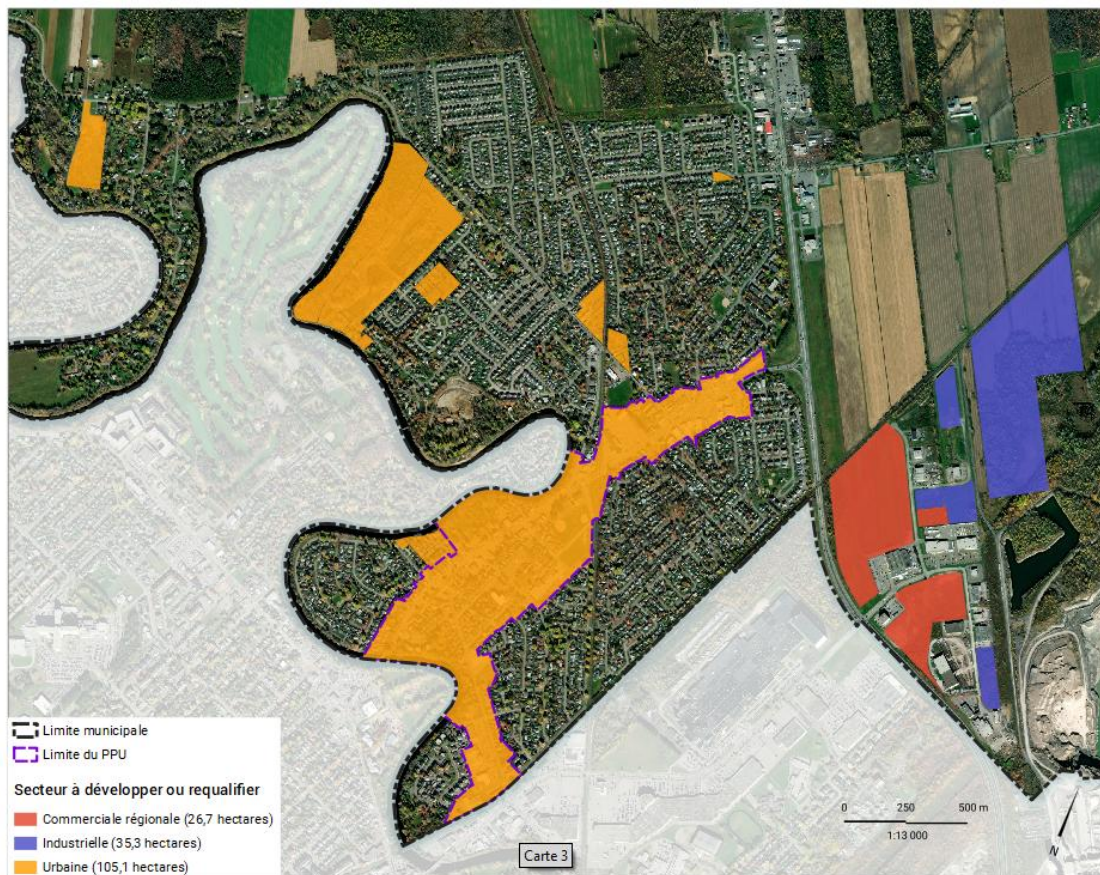 Limite municipale
Limite du PPU
Secteur à développer ou requalifier
Commerciale régionale (26,7 hectares)
Industrielle (35,3 hectares)
Urbaine (105,1 hectares)
Carte 3
0 250 500 m
1:13 000
N